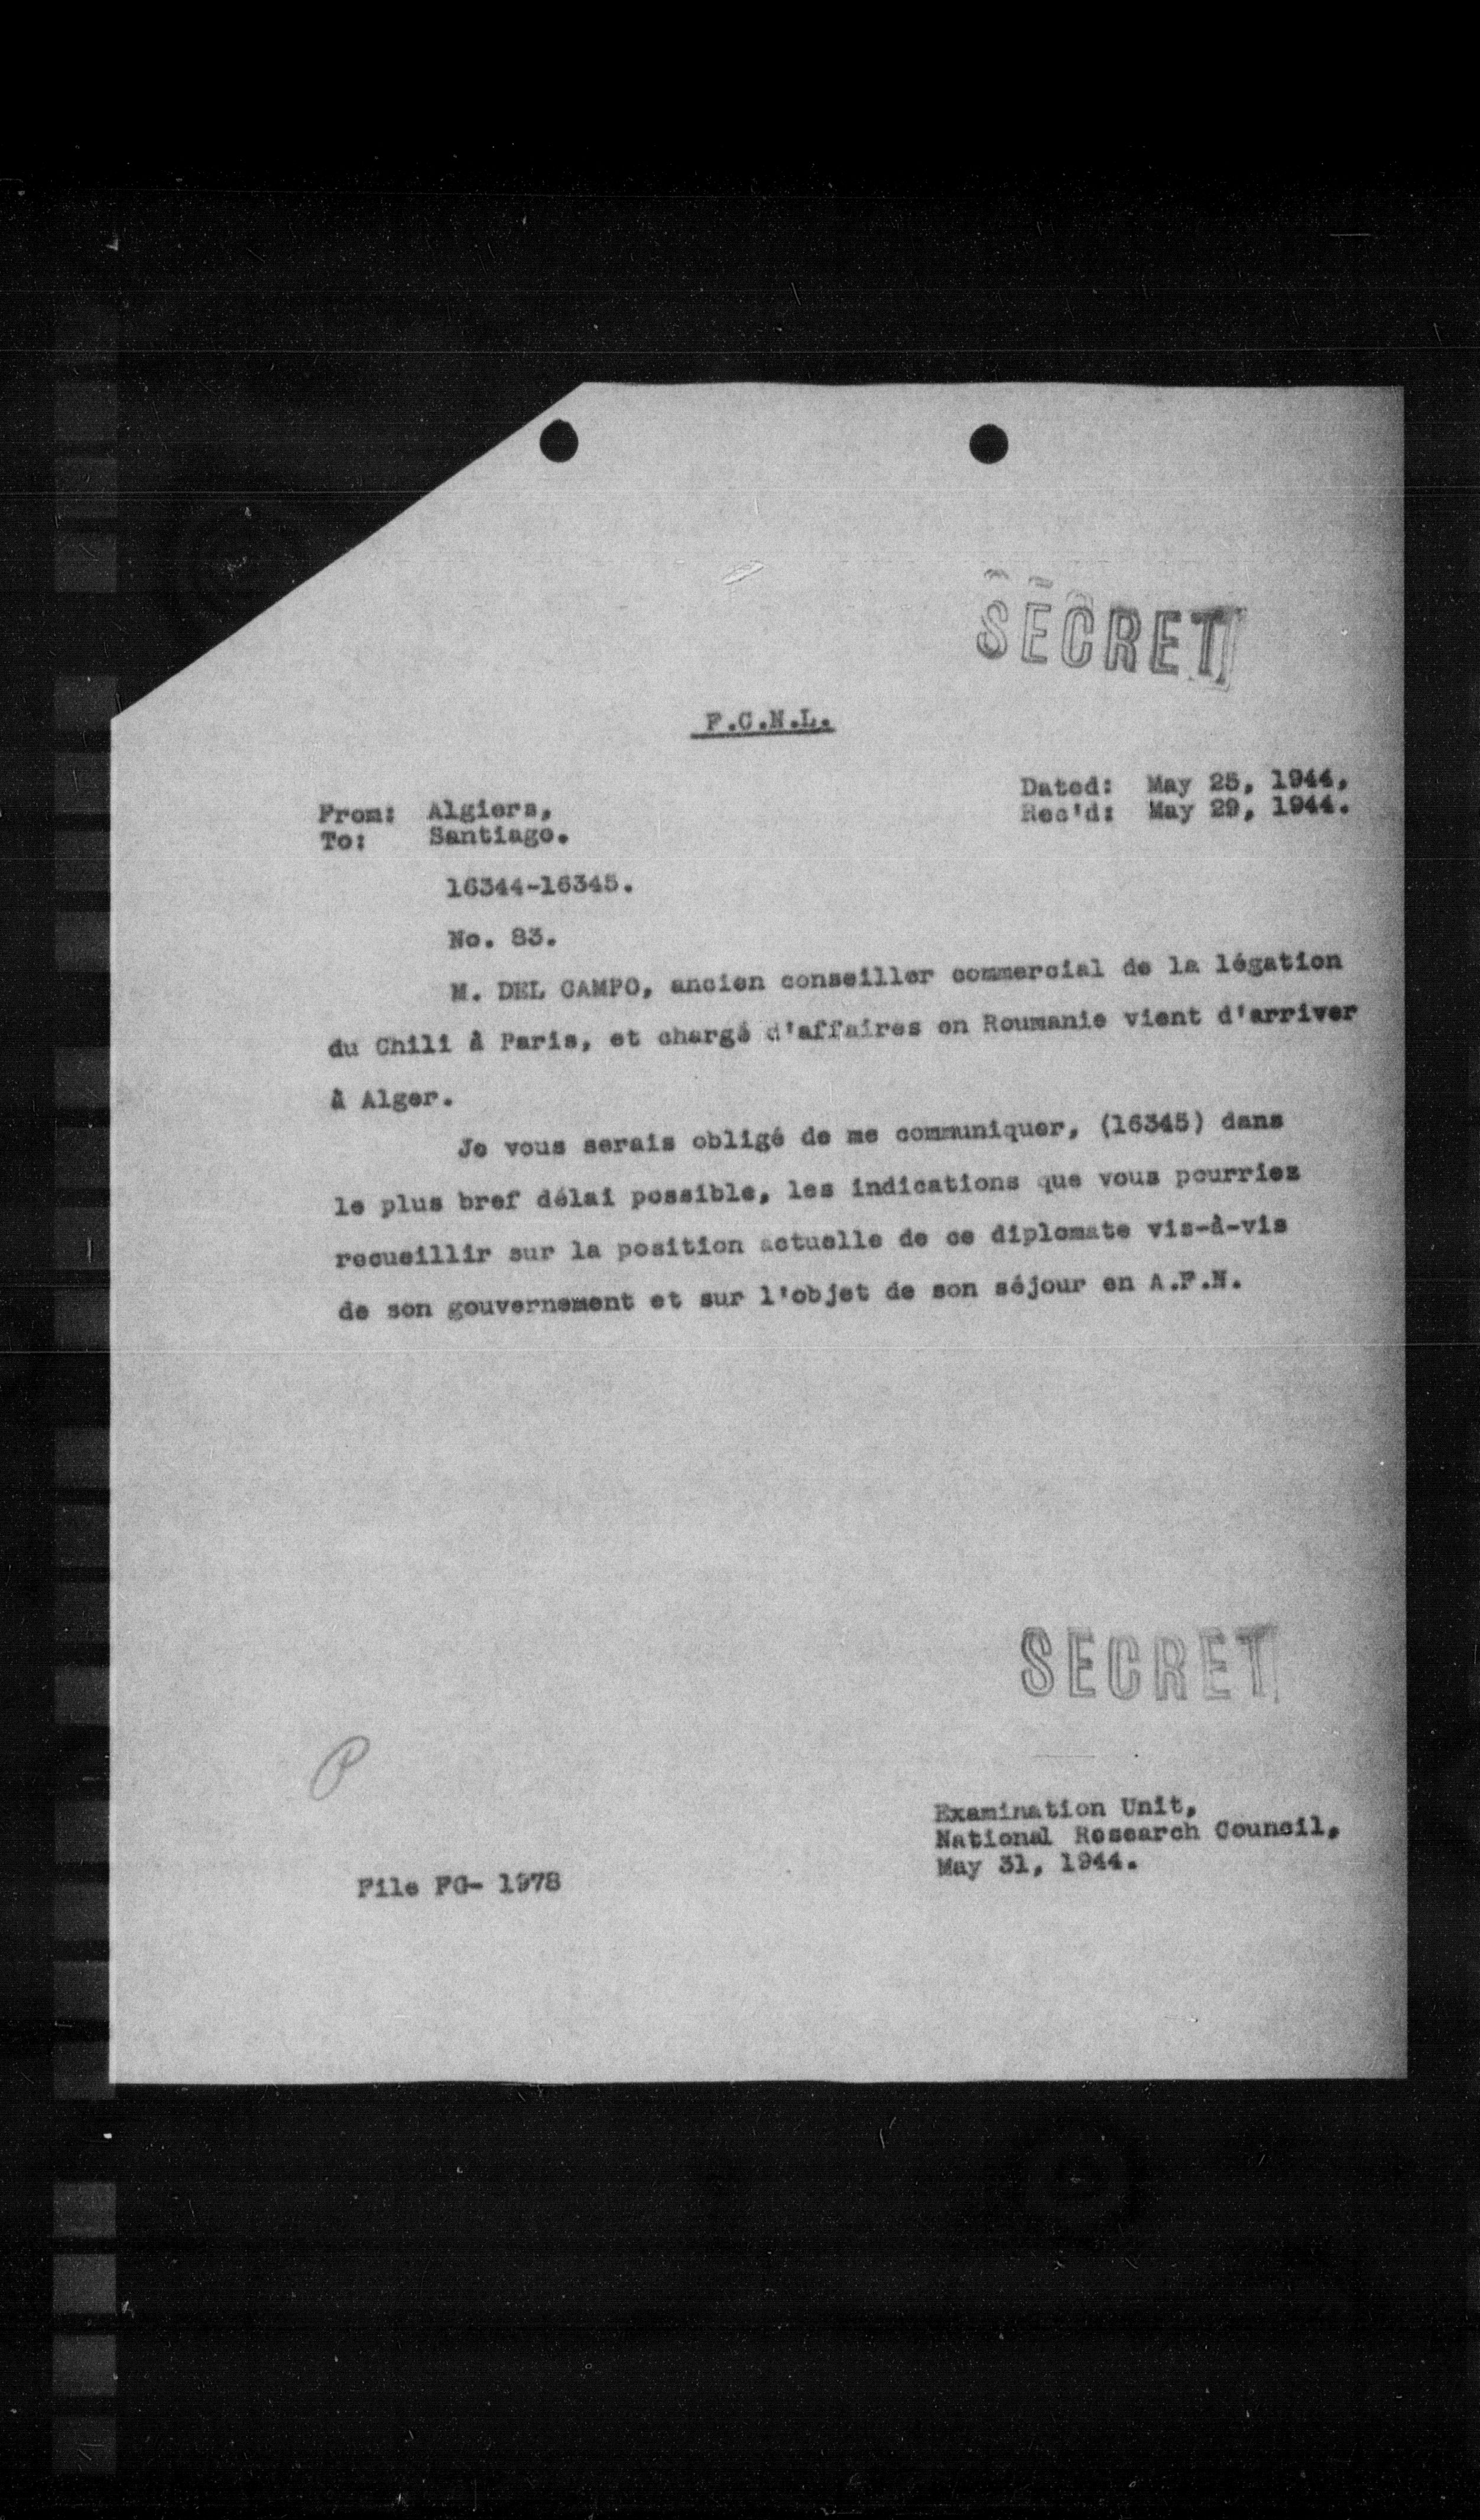 SECRET
F.C.N.L.
Dated: May 25, 1944,
Rec'd: May 29, 1944.
From: Algiers,
To: Santiago.
16344-16345.
No. 83.
M. DEL CAMPO, ancien conseiller commercial de la légation
du Chili à Paris, et chargé d'affaires en Roumanie vient d'arriver
à Alger.
Je vous serais obligé de me communiquer, (16345) dans
le plus bref délai possible, les indications que vous pourriez
recueillir sur la position actuelle de ce diplomate vis-à-vis
de son gouvernement et sur l'objet de son séjour en A.F.N.
SECRET
P
Examination Unit,
National Research Council,
May 31, 1944.
File FG- 1978